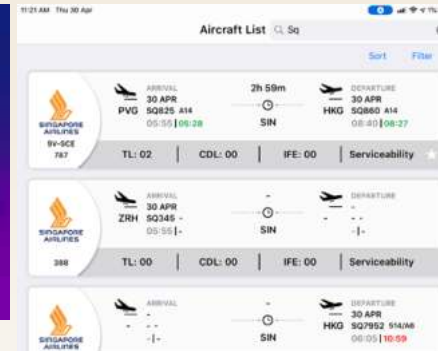 11:21 AM Thu 30 Apr
Aircraft List Sq
Sort Filter
ARRIVAL 2h 59m DEPARTURE
30 APR 30 APR
PVG SQ825 A14 HKG SQ860 A14
05:55|05:28 SIN 08:40|08:27
SINGAPORE
AIRLINES
9V-SCE
787
TL: 02 | CDL: 00 | IFE: 00 | Serviceability
ARRIVAL - DEPARTURE
30 APR -
ZRH SQ345 - - - -
05:55|- SIN -|-
SINGAPORE
AIRLINES
388
TL: 00 | CDL: 00 | IFE: 00 | Serviceability
ARRIVAL - DEPARTURE
- 30 APR
- - - HKG SQ7952 514/A6
-|- SIN 06:05|10:59
SINGAPORE
AIRLINES